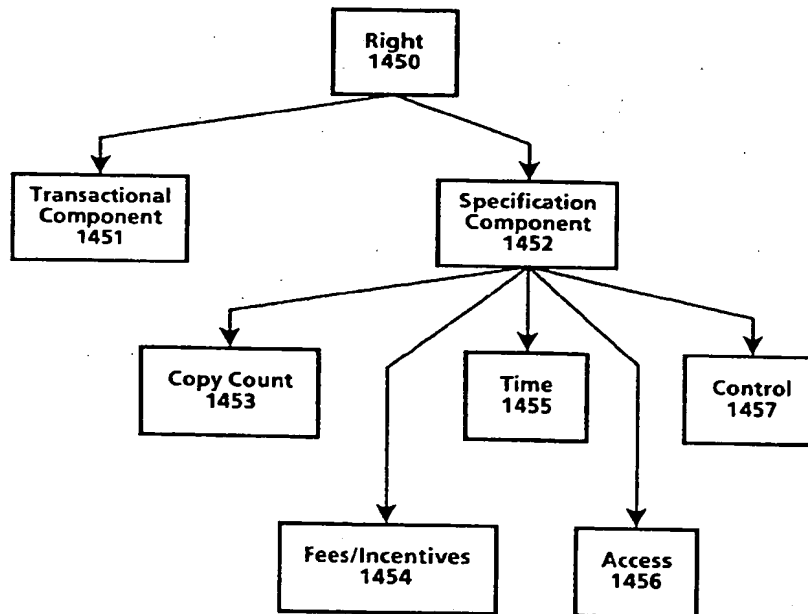 Right
1450
Transactional
Component
1451
Specification
Component
1452
Copy Count
1453
Time
1455
Control
1457
Fees/Incentives
1454
Access
1456